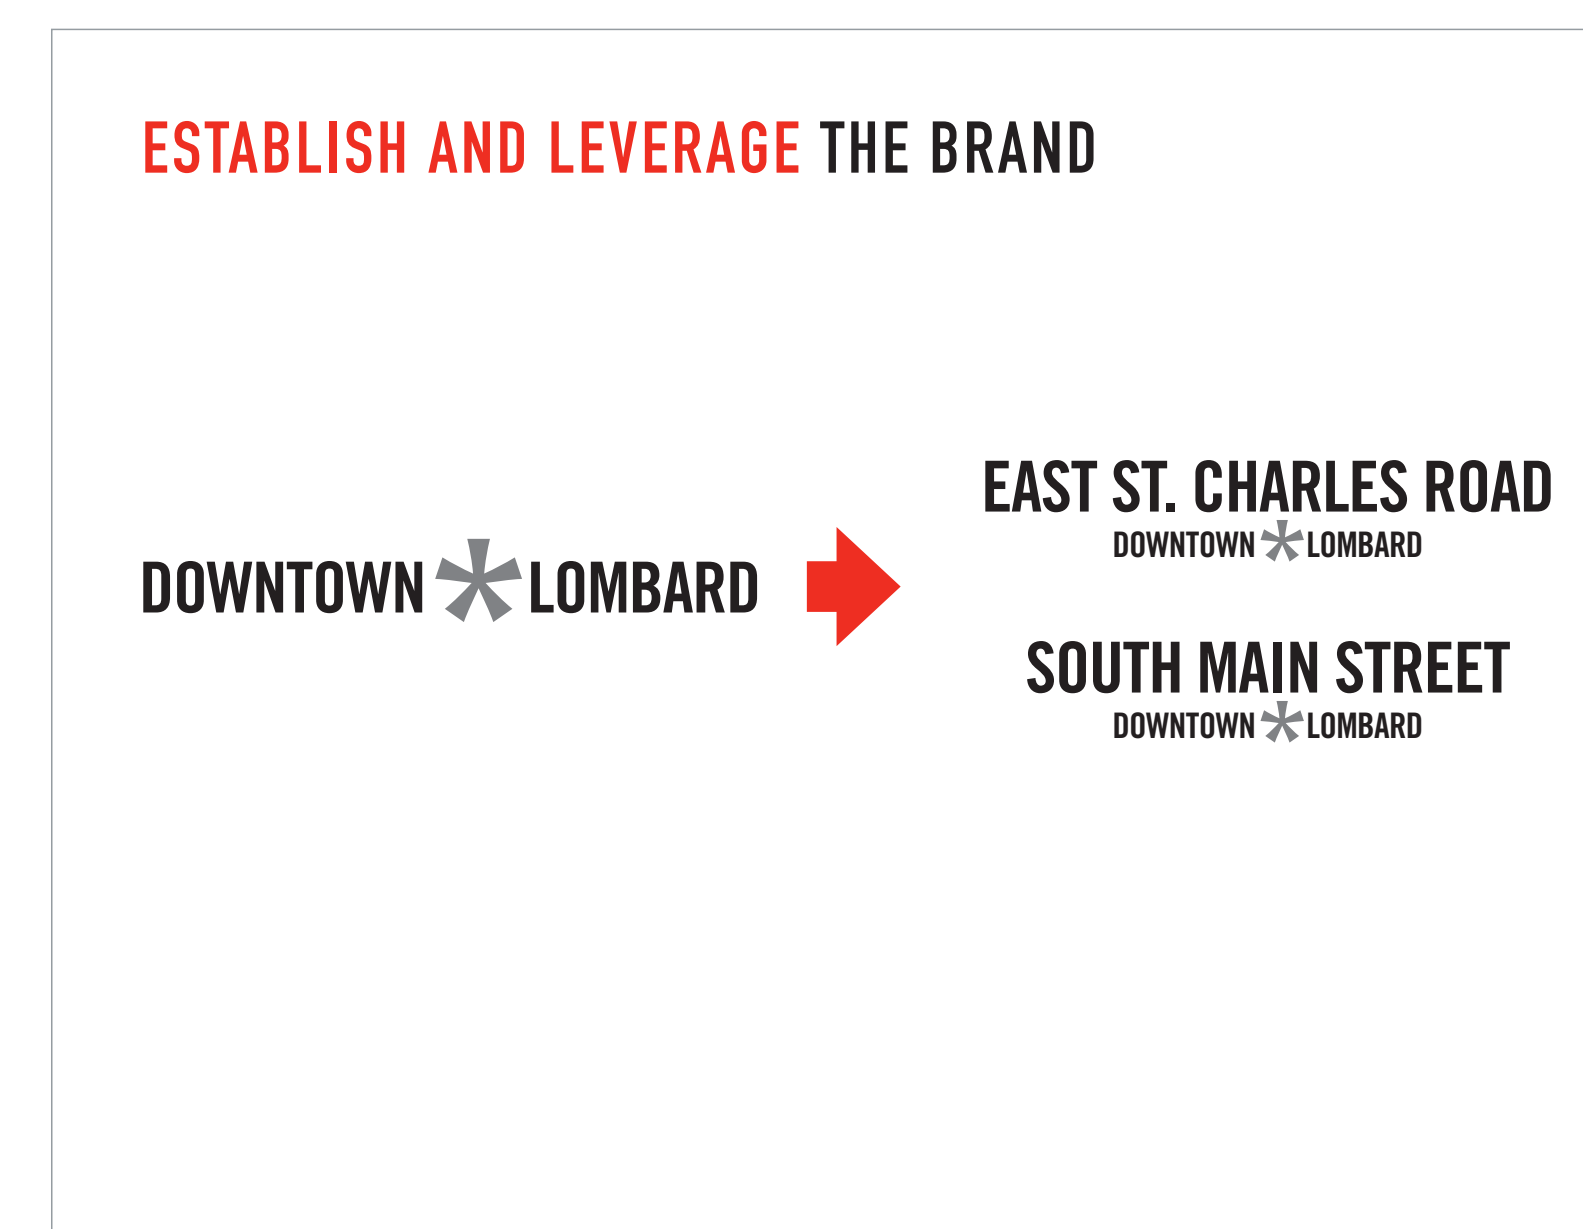 ESTABLISH AND LEVERAGE THE BRAND
DOWNTOWN * LOMBARD
EAST ST. CHARLES ROAD
DOWNTOWN * LOMBARD
SOUTH MAIN STREET
DOWNTOWN * LOMBARD